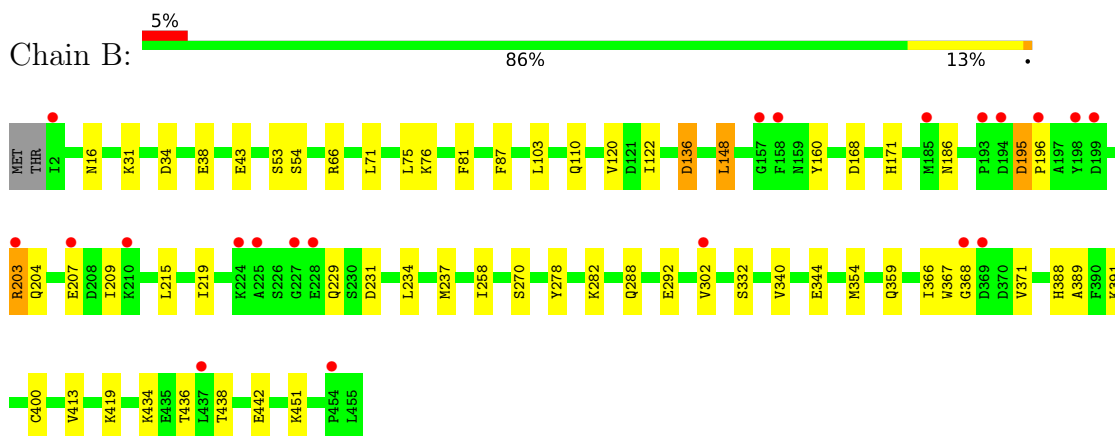 5%
Chain B:
86% 13% •
MET THR I2 N16 K31 D34 E38 E43 S53 S54 R66 L71 L75 K76 F81 F87 L103 Q110 V120 D121 I122 D136 L148 G157 F158 N159 Y160 D168 H171 M185 N186 P193 D194 D195 P196 A197 Y198 D199
R203 Q204 E207 D208 I209 K210 L215 I219 K224 A225 S226 G227 E228 Q229 S230 D231 L234 M237 I258 S270 Y278 K282 Q288 E292 V302 S332 V340 E344 M354 Q359 I366 W367 G368 D369 D370 V371 H388 A389 F390 K391
C400 V413 K419 K434 E435 T436 L437 T438 E442 K451 P454 L455